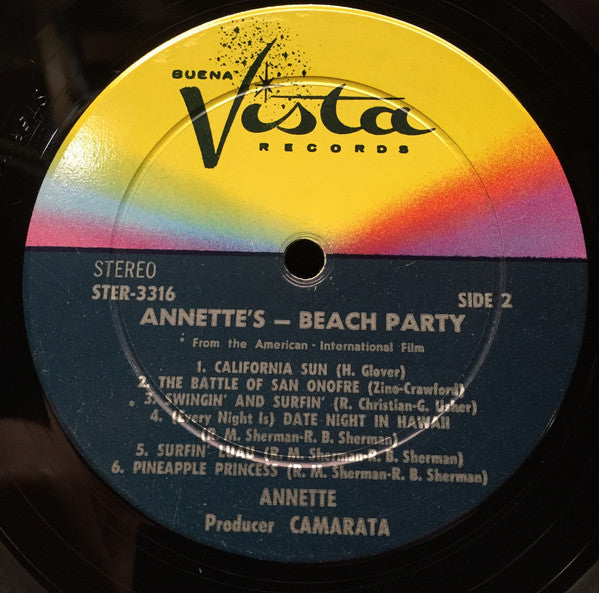 BUENA
Vista
RECORDS
STEREO
STER-3316
SIDE 2
ANNETTE'S — BEACH PARTY
From the American - International Film
1. CALIFORNIA SUN (H. Glover)
2. THE BATTLE OF SAN ONOFRE (Zino-Crawford)
3. SWINGIN' AND SURFIN' (R. Christian-G. Usher)
4. (Every Night Is) DATE NIGHT IN HAWAII
(R. M. Sherman-R. B. Sherman)
5. SURFIN' LUAU (R. M. Sherman-R. B. Sherman)
6. PINEAPPLE PRINCESS (R. M. Sherman-R. B. Sherman)
ANNETTE
Producer CAMARATA